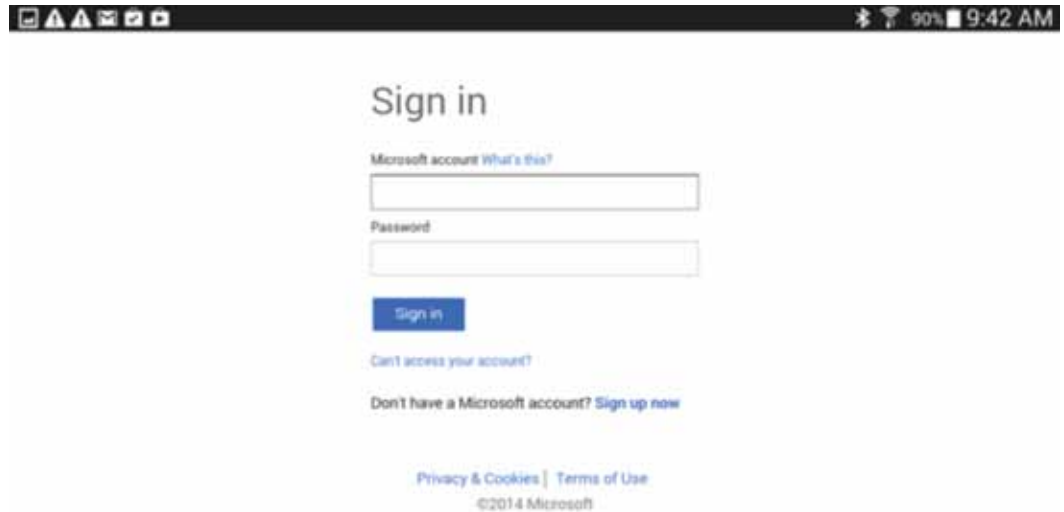 90% 9:42 AM
Sign in
Microsoft account What's this?
Password
Sign in
Can't access your account?
Don't have a Microsoft account? Sign up now
Privacy & Cookies | Terms of Use
©2014 Microsoft